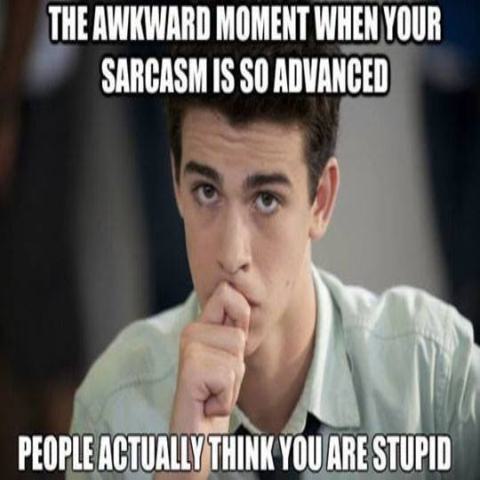 THE AWKWARD MOMENT WHEN YOUR
SARCASM IS SO ADVANCED
PEOPLE ACTUALLY THINK YOU ARE STUPID